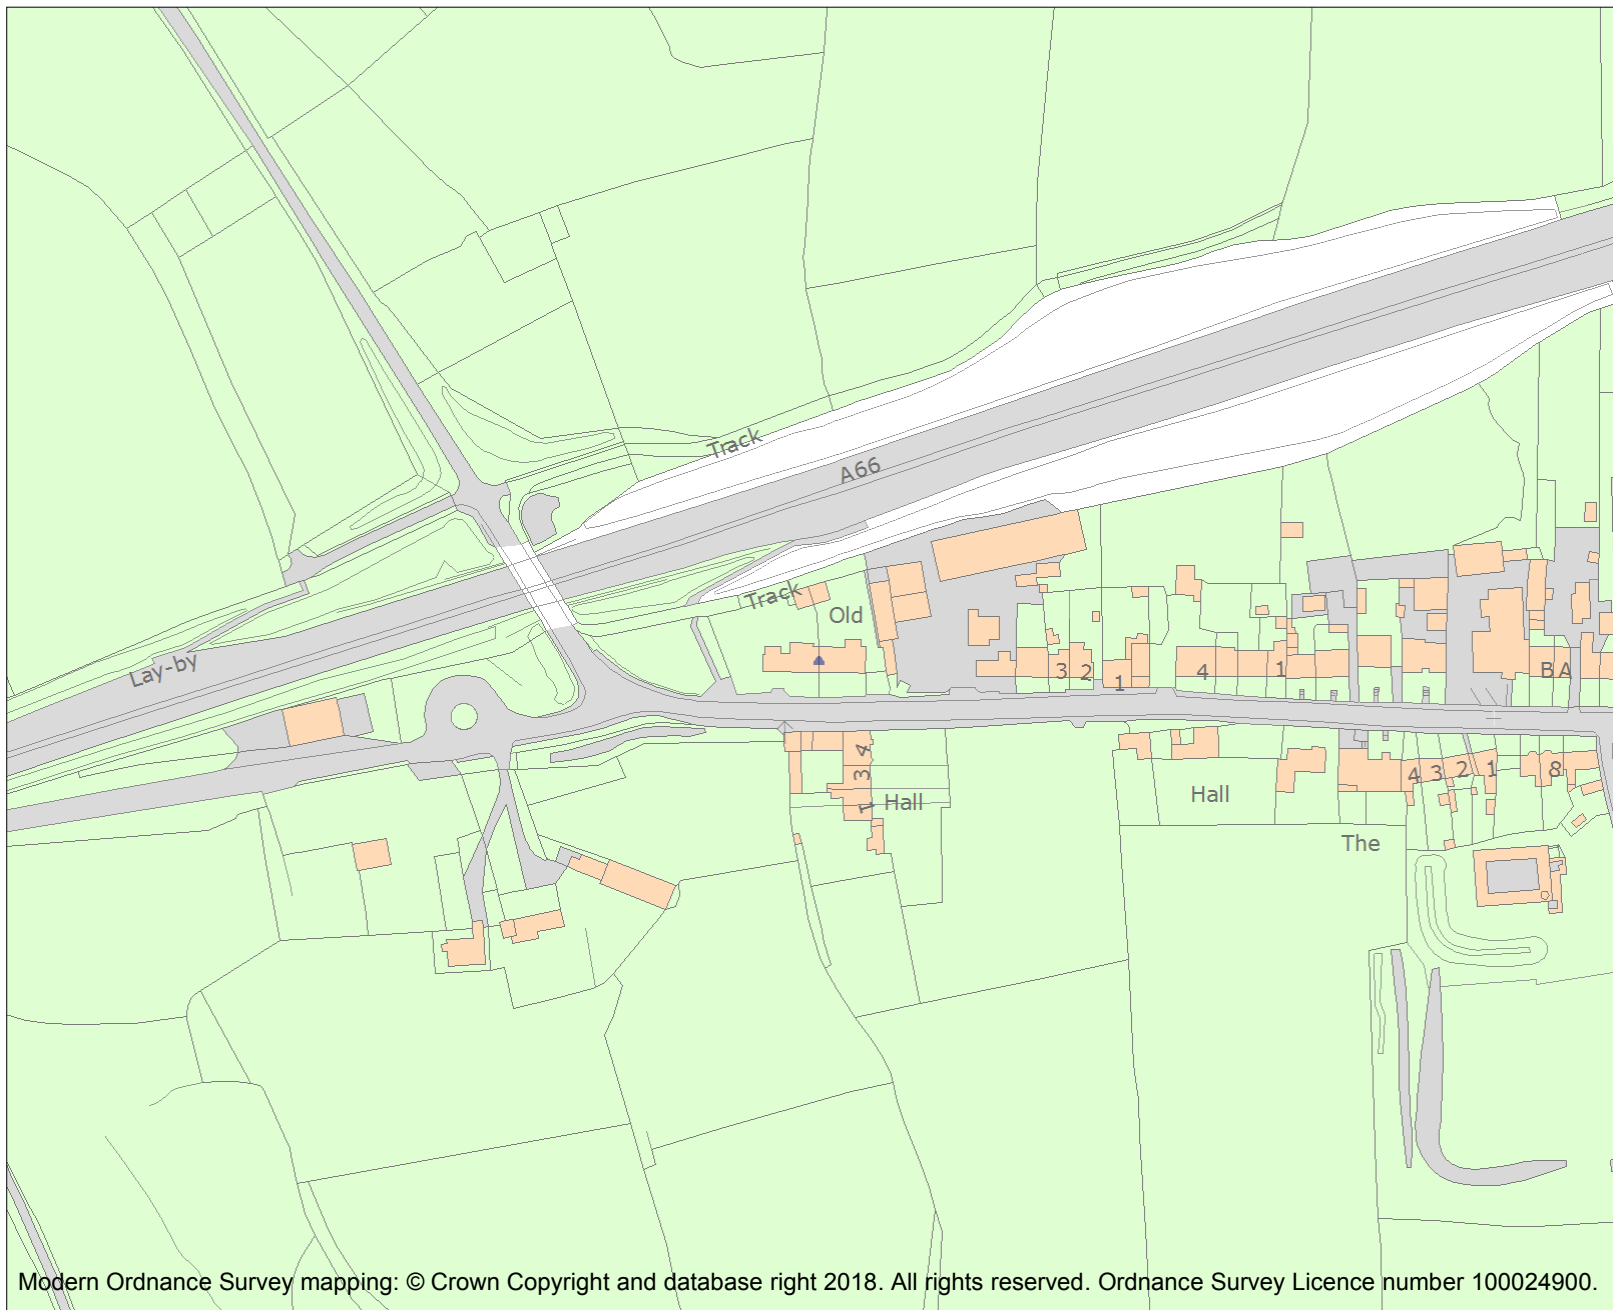 Track
A66
Track
Old
Lay-by
3 2 1 4 1 B A
4
3
1
Hall
Hall
4 3 2 1 8
The
Modern Ordnance Survey mapping: © Crown Copyright and database right 2018. All rights reserved. Ordnance Survey Licence number 100024900.